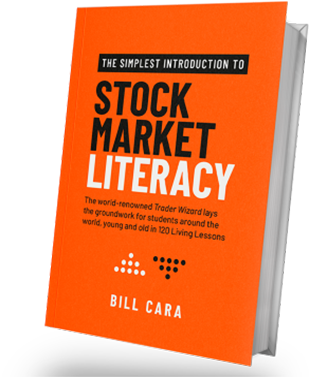 THE SIMPLEST INTRODUCTION TO
STOCK
MARKET
LITERACY
The world-renowned Trader Wizard lays
the groundwork for students around the
world, young and old in 120 Living Lessons
BILL CARA